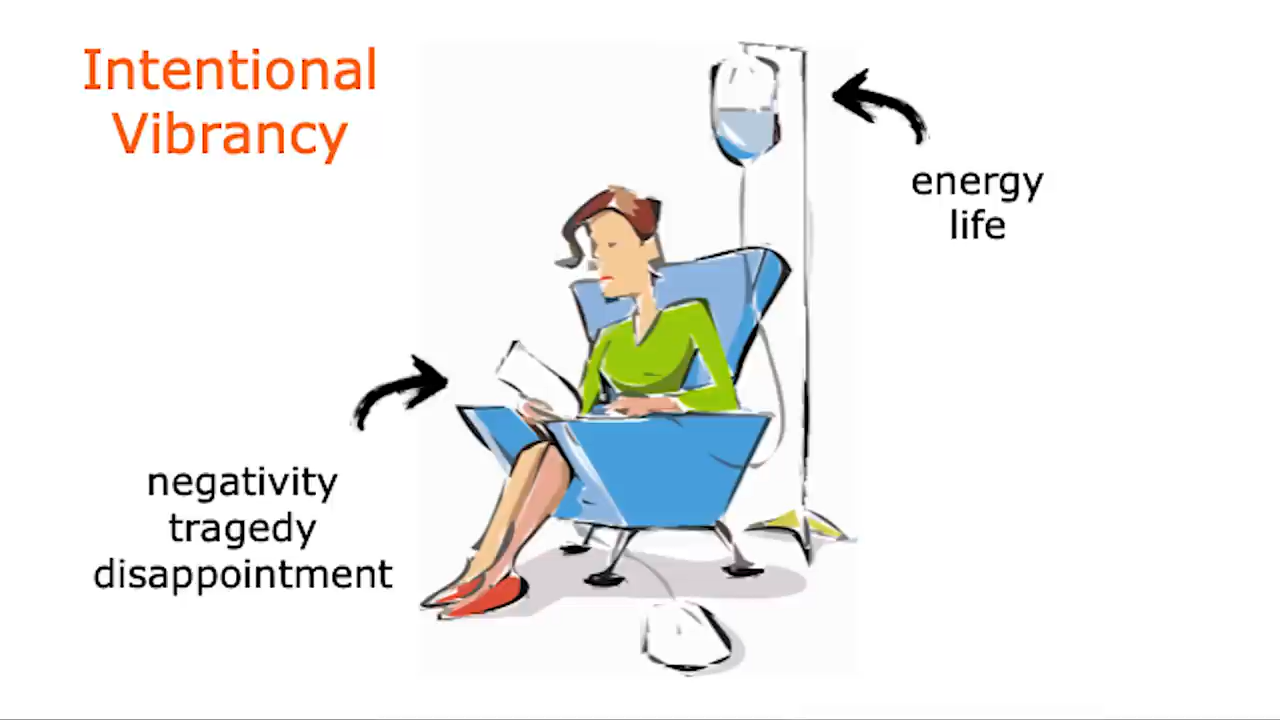 Intentional
Vibrancy
energy
life
negativity
tragedy
disappointment